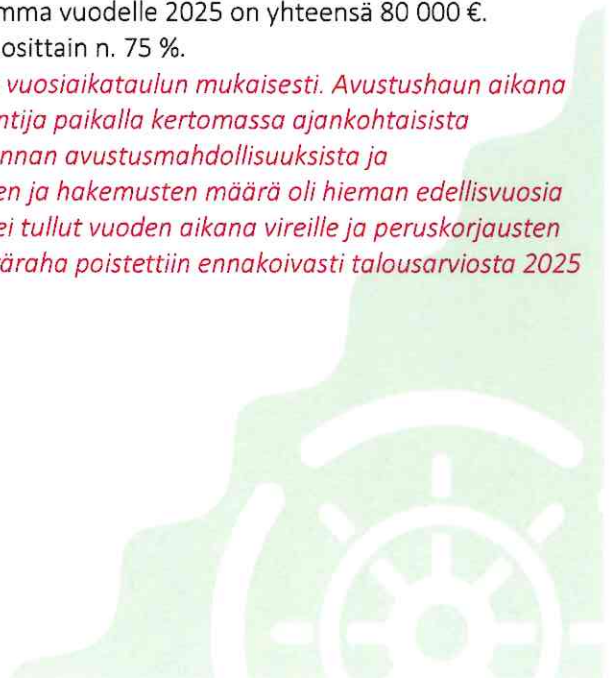 mma vuodelle 2025 on yhteensä 80 000 €.
osittain n. 75 %.
vuosiaikataulun mukaisesti. Avustushaun aikana
ntija paikalla kertomassa ajankohtaisista
nnan avustusmahdollisuuksista ja
en ja hakemusten määrä oli hieman edellisvuosia
ei tullut vuoden aikana vireille ja peruskorjausten
äraha poistettiin ennakoivasti talousarviosta 2025